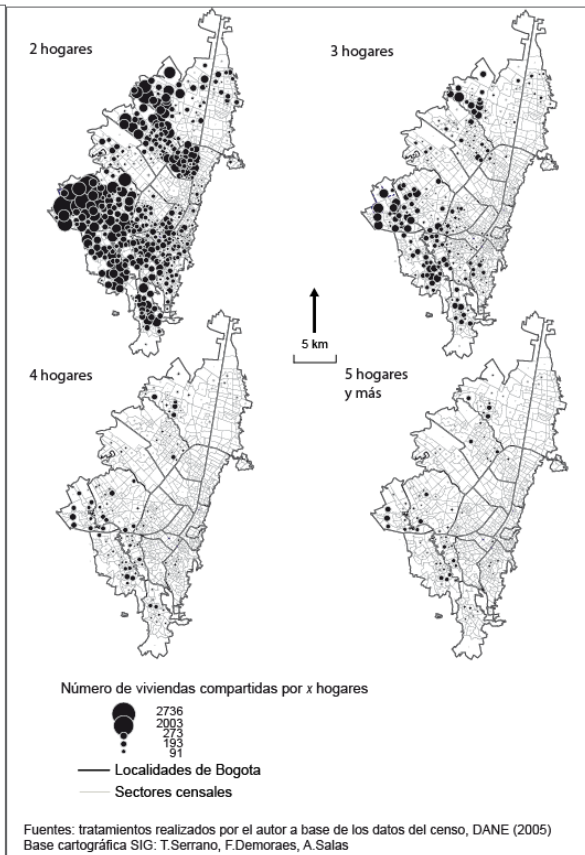 2 hogares
3 hogares
5 km
4 hogares
5 hogares
y más
Número de viviendas compartidas por x hogares
2736
2003
273
193
91
Localidades de Bogota
Sectores censales
Fuentes: tratamientos realizados por el autor a base de los datos del censo, DANE (2005)
Base cartográfica SIG: T.Serrano, F.Demoraes, A.Salas